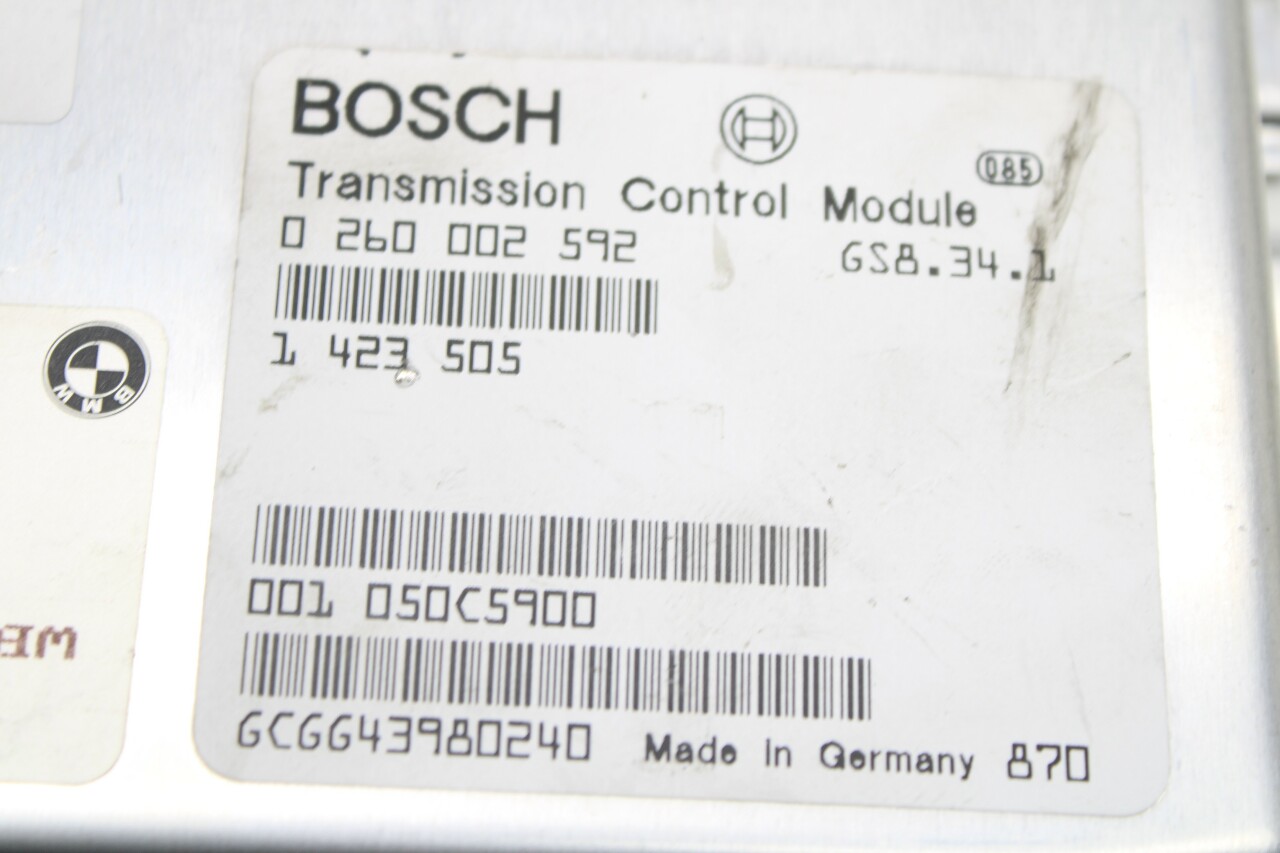 BOSCH
085
Transmission Control Module
0 260 002 592
GS8.34.1
1 423 505
BMW
001 050C5900
GCGG43980240 Made in Germany 870